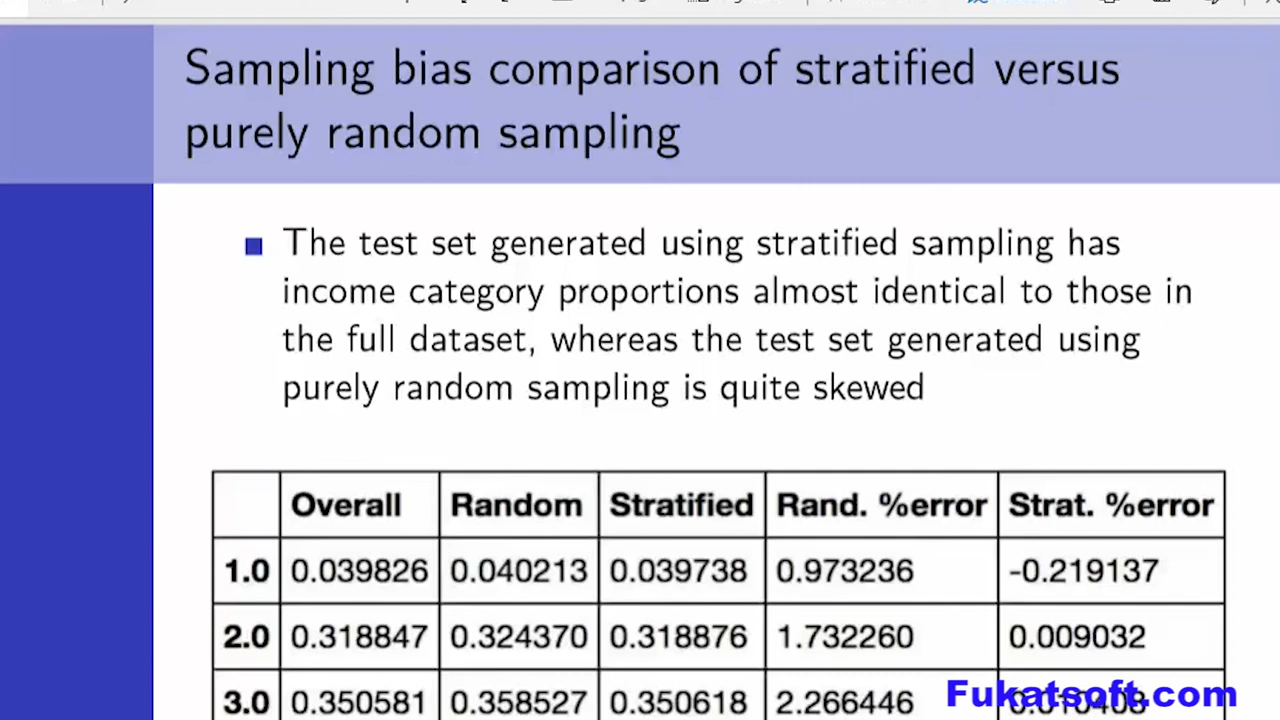 Sampling bias comparison of stratified versus
purely random sampling
The test set generated using stratified sampling has
income category proportions almost identical to those in
the full dataset, whereas the test set generated using
purely random sampling is quite skewed
Overall Random Stratified Rand. %error Strat. %error
1.0 0.039826 0.040213 0.039738 0.973236 -0.219137
2.0 0.318847 0.324370 0.318876 1.732260 0.009032
3.0 0.350581 0.358527 0.350618 2.266446
Fukatsoft.com